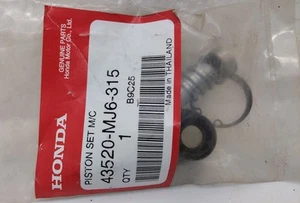 GENUINE PARTS
Honda Motor Co., Ltd.
HONDA
PISTON SET M/C
43520-MJ6-315
QTY 1
B9C25
Made in THAILAND